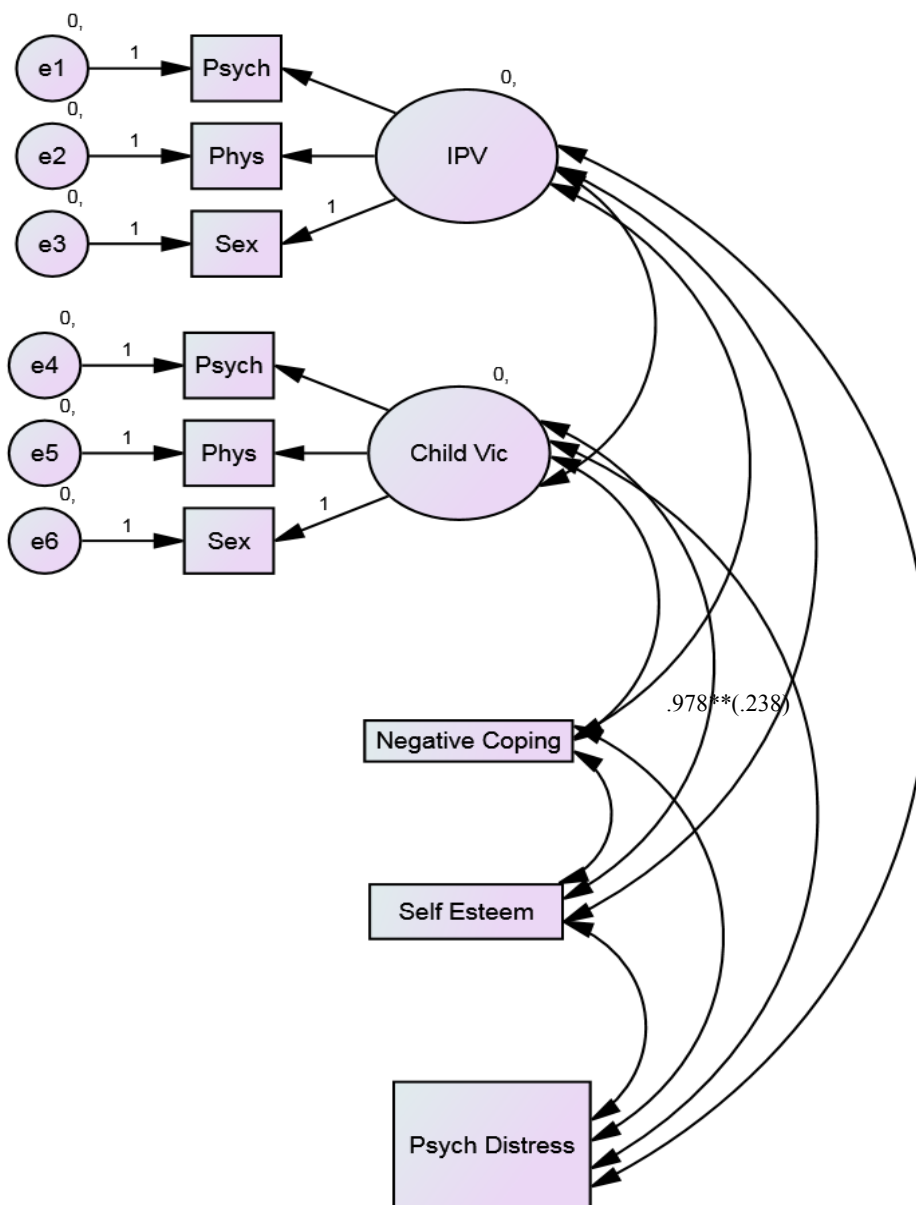 0,
e1
1
Psych
0,
e2
1
Phys
0,
e3
1
Sex
0,
IPV
1
0,
e4
1
Psych
0,
e5
1
Phys
0,
e6
1
Sex
0,
Child Vic
1
.978**(.238)
Negative Coping
Self Esteem
Psych Distress